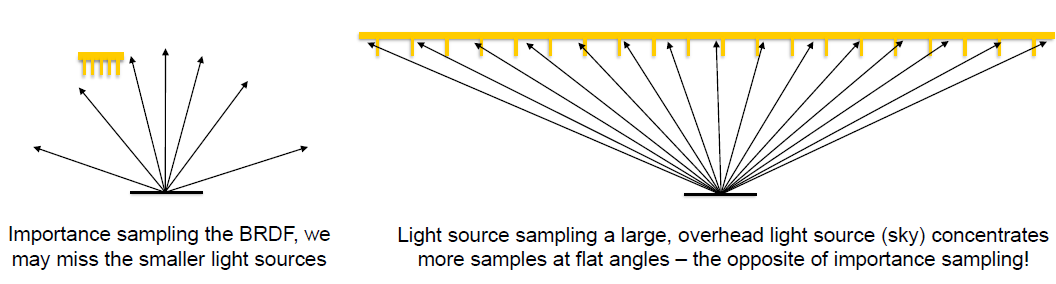 Importance sampling the BRDF, we
may miss the smaller light sources
Light source sampling a large, overhead light source (sky) concentrates
more samples at flat angles – the opposite of importance sampling!